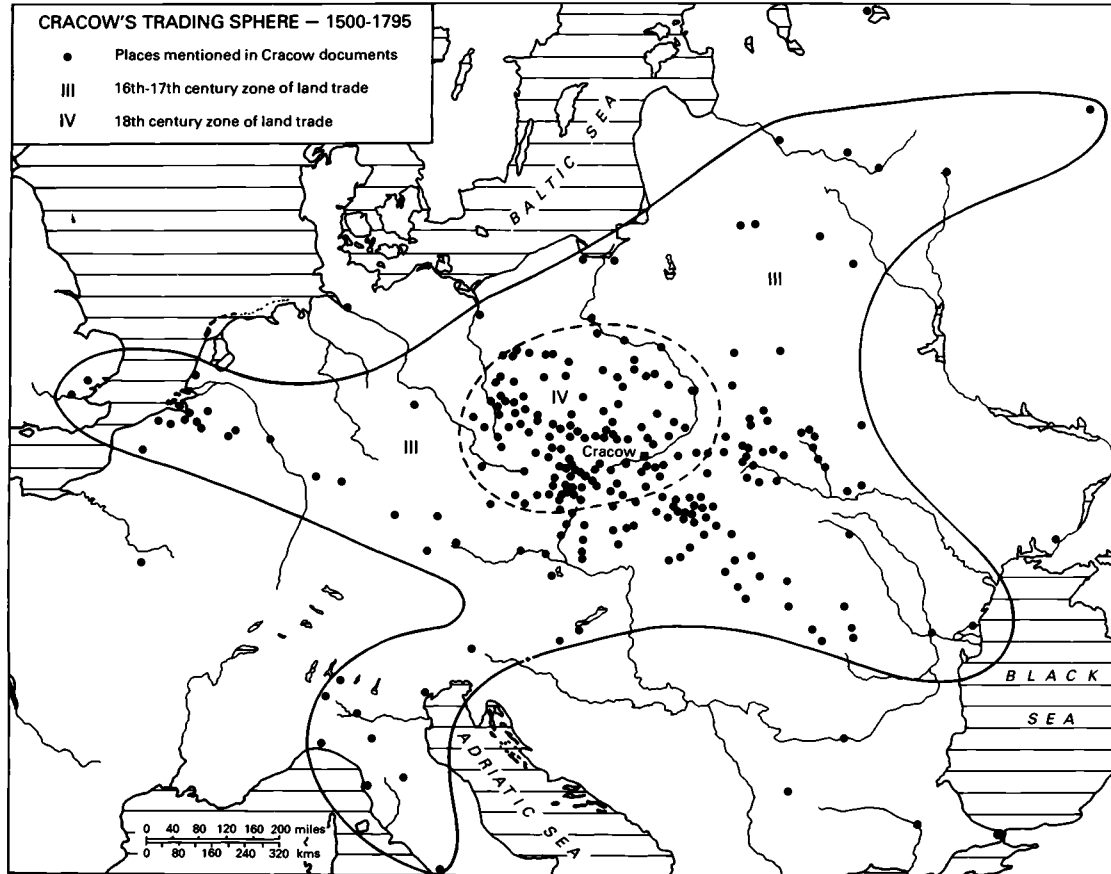 CRACOW'S TRADING SPHERE – 1500-1795
• Places mentioned in Cracow documents
III 16th-17th century zone of land trade
IV 18th century zone of land trade
BALTIC SEA
III
IV
III
Cracow
BLACK
SEA
ADRIATIC SEA
0 40 80 120 160 200 miles
0 80 160 240 320 kms